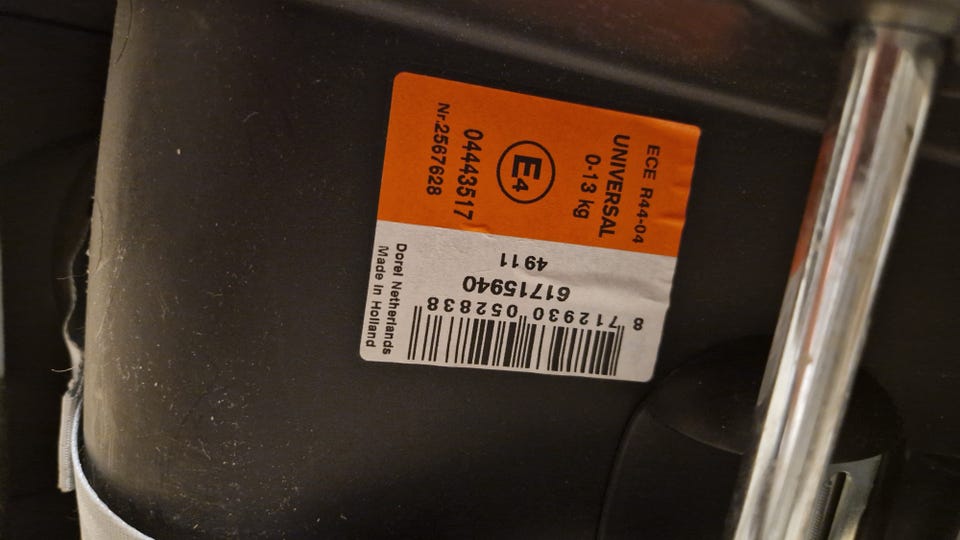 ECE R44-04
UNIVERSAL
0-13 kg
E4
04443517
Nr.2567628
Dorel Netherlands
Made in Holland
4911
61715940
8 712930 052838